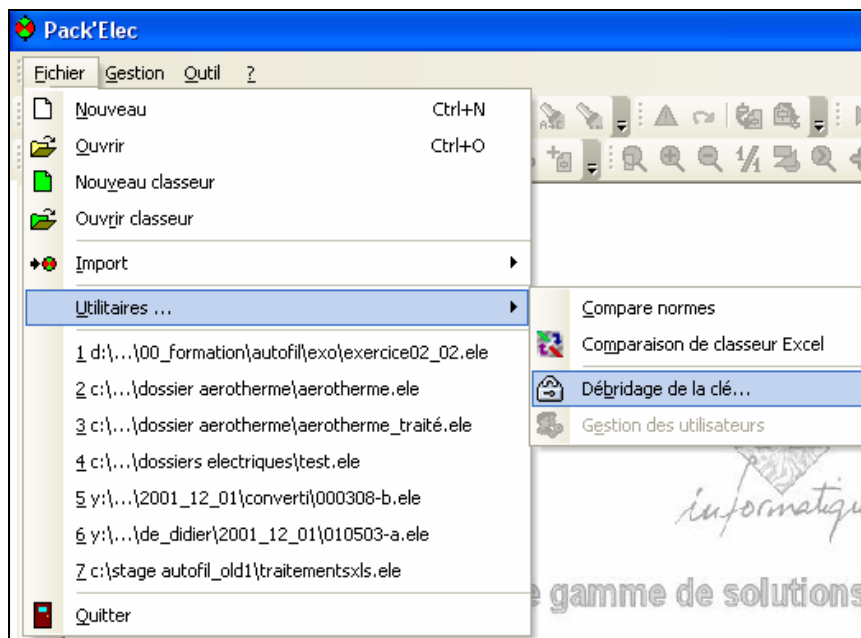 Pack'Elec
Fichier Gestion Outil ?
Nouveau Ctrl+N
Ouvrir Ctrl+O
Nouveau classeur
Ouvrir classeur
Import
Utilitaires ...
1 d:\...\00_formation\autofil\exo\exercice02_02.ele
2 c:\...\dossier aerotherme\aerotherme.ele
3 c:\...\dossier aerotherme\aerotherme_traité.ele
4 c:\...\dossiers electriques\test.ele
5 y:\...\2001_12_01\converti\000308-b.ele
6 y:\...\de_didier\2001_12_01\010503-a.ele
7 c:\stage autofil_old1\traitementsxls.ele
Quitter
Compare normes
Comparaison de classeur Excel
Débridage de la clé...
Gestion des utilisateurs
informatiqu
e gamme de solutions
1/1